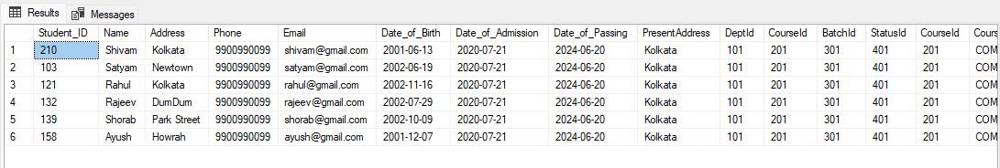 Results Messages
Student_ID Name Address Phone Email Date_of_Birth Date_of_Admission Date_of_Passing PresentAddress DeptId CourseId BatchId StatusId CourseId Cours
1 210 Shivam Kolkata 9900990099 shivam@gmail.com 2001-06-13 2020-07-21 2024-06-20 Kolkata 101 201 301 401 201 COM
2 103 Satyam Newtown 9900990099 satyam@gmail.com 2002-06-19 2020-07-21 2024-06-20 Kolkata 101 201 301 401 201 COM
3 121 Rahul Kolkata 9900990099 rahul@gmail.com 2002-11-16 2020-07-21 2024-06-20 Kolkata 101 201 301 401 201 COM
4 132 Rajeev DumDum 9900990099 rajeev@gmail.com 2002-07-29 2020-07-21 2024-06-20 Kolkata 101 201 301 401 201 COM
5 139 Shorab Park Street 9900990099 shorab@gmail.com 2002-10-09 2020-07-21 2024-06-20 Kolkata 101 201 301 401 201 COM
6 158 Ayush Howrah 9900990099 ayush@gmail.com 2001-12-07 2020-07-21 2024-06-20 Kolkata 101 201 301 401 201 COM